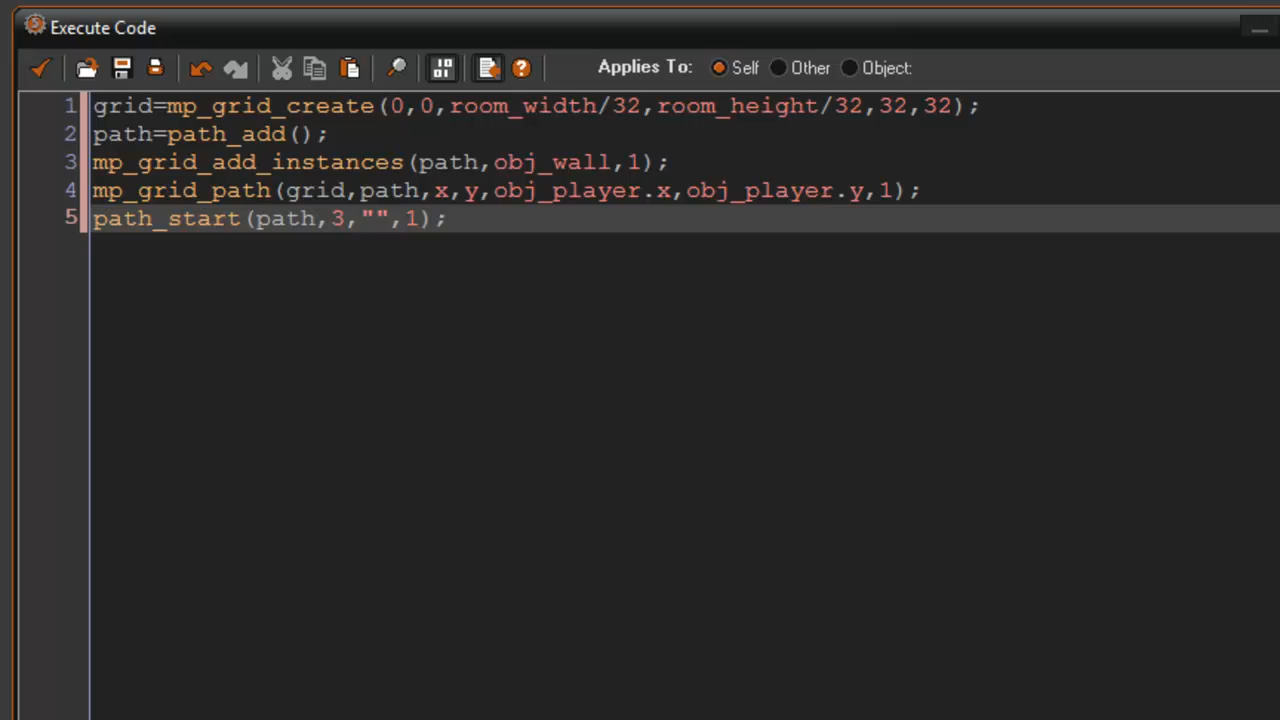 Execute Code
Applies To: Self Other Object:
1 grid=mp_grid_create(0,0,room_width/32,room_height/32,32,32);
2 path=path_add();
3 mp_grid_add_instances(path,obj_wall,1);
4 mp_grid_path(grid,path,x,y,obj_player.x,obj_player.y,1);
5 path_start(path,3,"",1);